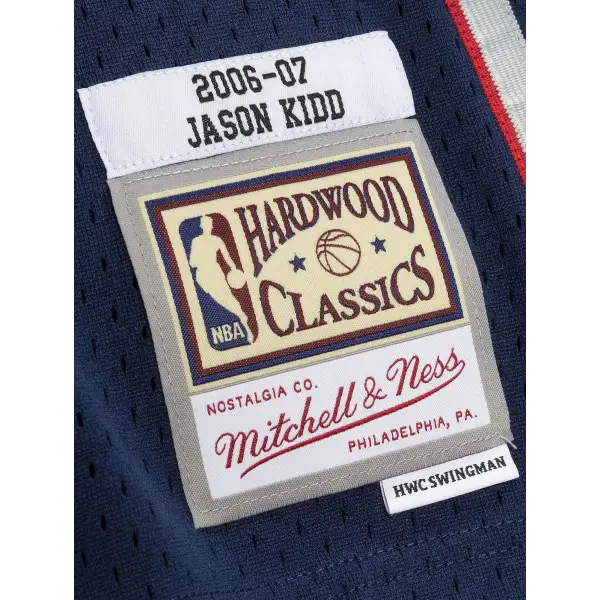 2006-07
JASON KIDD
HARDWOOD
CLASSICS
NBA
NOSTALGIA CO.
Mitchell & Ness
PHILADELPHIA, PA.
HWC SWINGMAN